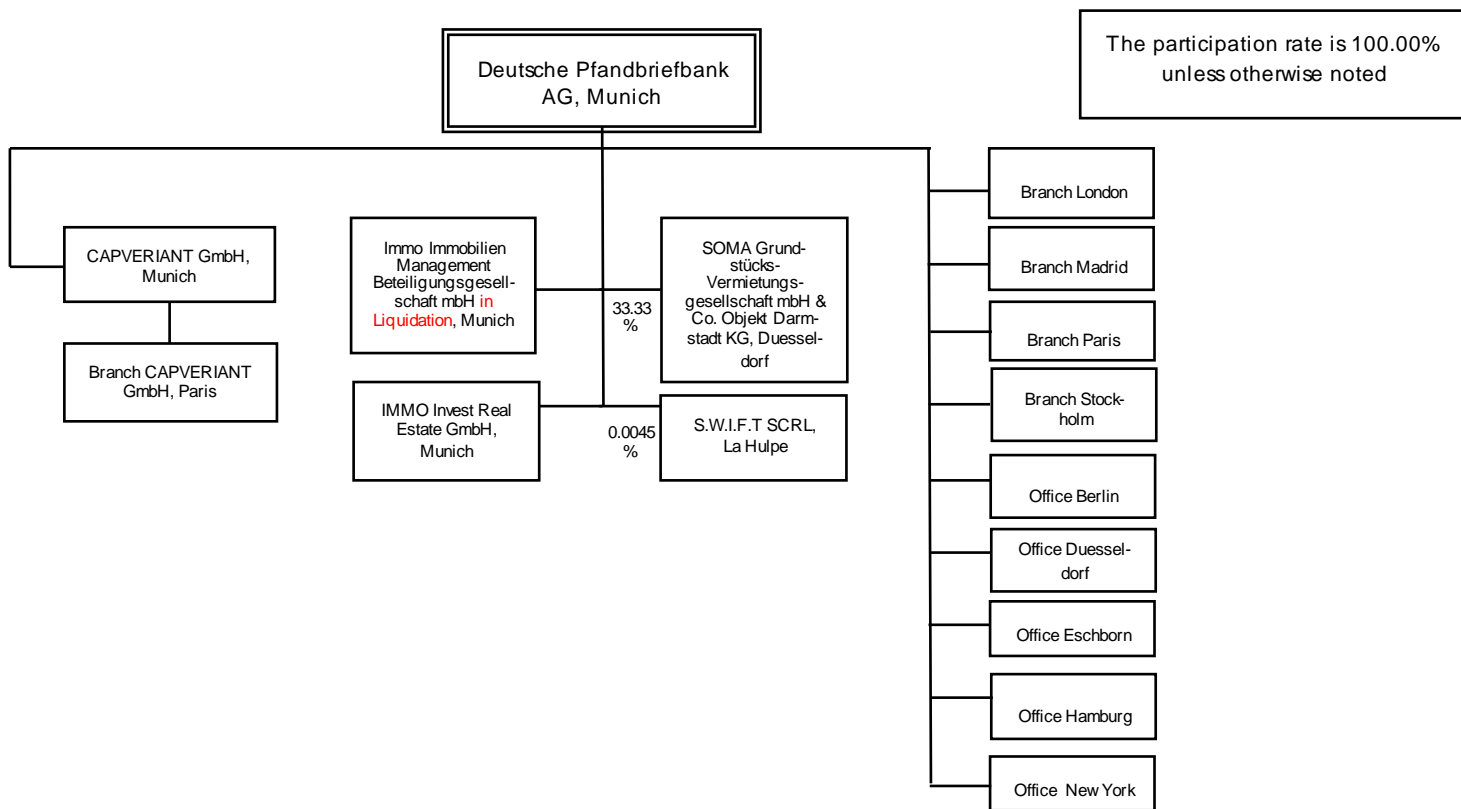 Deutsche Pfandbriefbank
AG, Munich
The participation rate is 100.00%
unless otherwise noted
CAPVERIANT GmbH,
Munich
Branch CAPVERIANT
GmbH, Paris
Immo Immobilien
Management
Beteiligungsgesell-
schaft mbH in
Liquidation, Munich
33.33
%
SOMA Grund-
stücks-
Vermietungs-
gesellschaft mbH &
Co. Objekt Darm-
stadt KG, Duessel-
dorf
IMMO Invest Real
Estate GmbH,
Munich
0.0045
%
S.W.I.F.T SCRL,
La Hulpe
Branch London
Branch Madrid
Branch Paris
Branch Stock-
holm
Office Berlin
Office Duessel-
dorf
Office Eschborn
Office Hamburg
Office New York